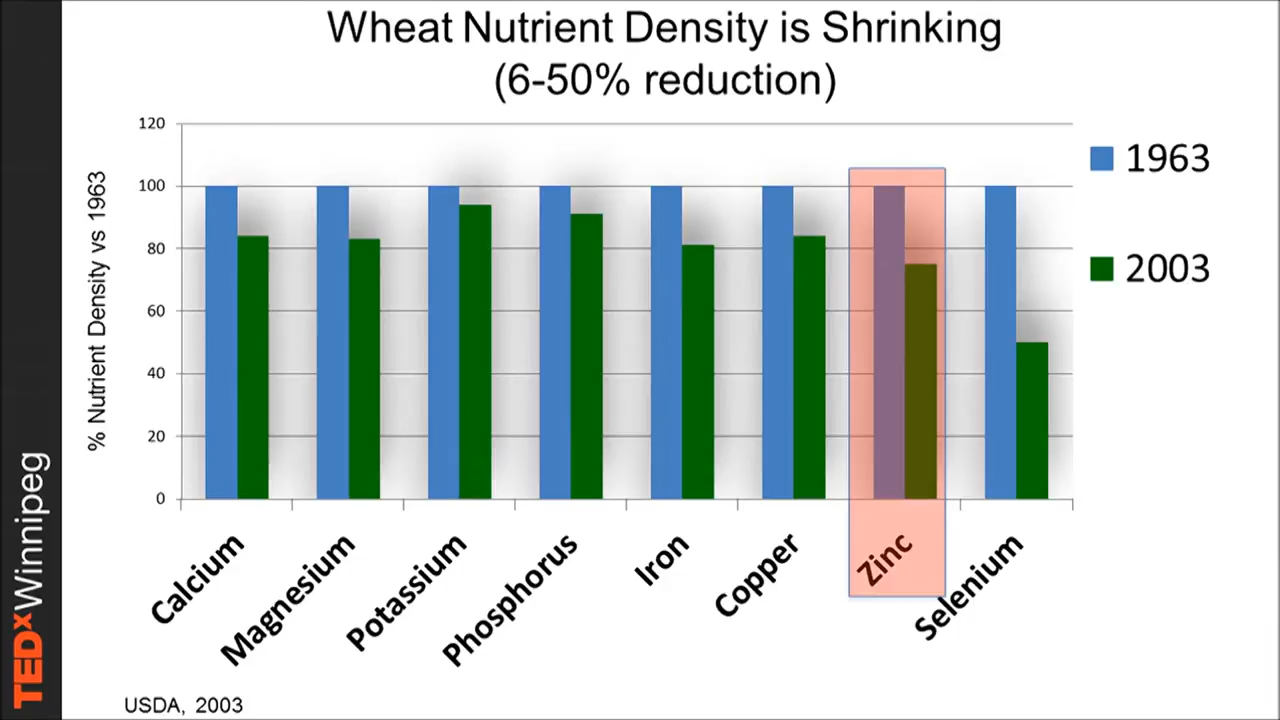 Wheat Nutrient Density is Shrinking
(6-50% reduction)
% Nutrient Density vs 1963
120
100
80
60
40
20
0
Calcium
Magnesium
Potassium
Phosphorus
Iron
Copper
Zinc
Selenium
1963
2003
USDA, 2003
TEDxWinnipeg